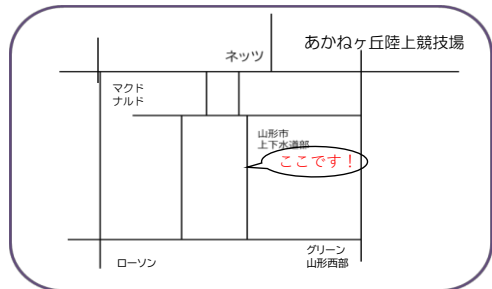 あかねヶ丘陸上競技場
ネッツ
マクド
ナルド
山形市
上下水道部
ここです！
グリーン
山形西部
ローソン